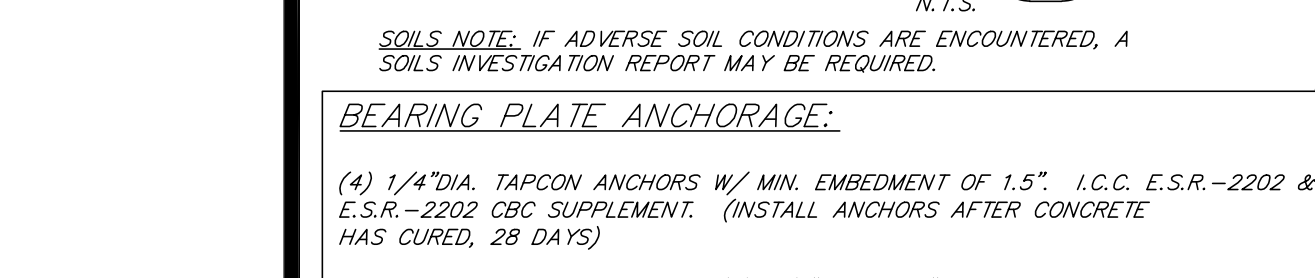 N.T.S.
SOILS NOTE: IF ADVERSE SOIL CONDITIONS ARE ENCOUNTERED, A
SOILS INVESTIGATION REPORT MAY BE REQUIRED.
BEARING PLATE ANCHORAGE:
(4) 1/4”DIA. TAPCON ANCHORS W/ MIN. EMBEDMENT OF 1.5”. I.C.C. E.S.R.–2202 &
E.S.R.–2202 CBC SUPPLEMENT. (INSTALL ANCHORS AFTER CONCRETE
HAS CURED, 28 DAYS)